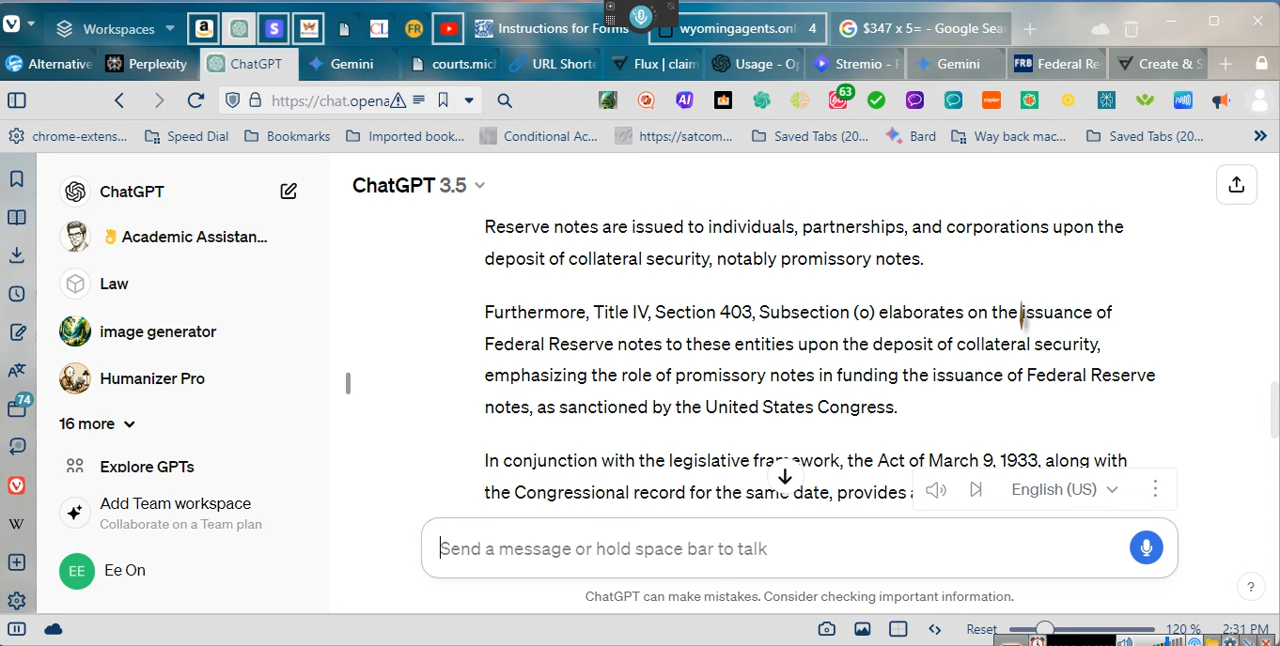 Workspaces
Instructions for Forms
wyomingagents.onl 4
$347 x 5= - Google Sea
Alternative
Perplexity
ChatGPT
Gemini
courts.mic
URL Shorte
Flux | claim
Usage - Op
Stremio - F
Gemini
FRB Federal Re
Create & S
https://chat.opena
63
chrome-extens...
Speed Dial
Bookmarks
Imported book...
Conditional Ac...
https://satcom...
Saved Tabs (20...
Bard
Way back mac...
Saved Tabs (20...
ChatGPT
Academic Assistan...
Law
image generator
Humanizer Pro
16 more
Explore GPTs
Add Team workspace
Collaborate on a Team plan
EE
Ee On
74
ChatGPT 3.5
Reserve notes are issued to individuals, partnerships, and corporations upon the
deposit of collateral security, notably promissory notes.
Furthermore, Title IV, Section 403, Subsection (o) elaborates on the issuance of
Federal Reserve notes to these entities upon the deposit of collateral security,
emphasizing the role of promissory notes in funding the issuance of Federal Reserve
notes, as sanctioned by the United States Congress.
In conjunction with the legislative framework, the Act of March 9, 1933, along with
the Congressional record for the same date, provides a
English (US)
Send a message or hold space bar to talk
ChatGPT can make mistakes. Consider checking important information.
?
Reset
120 %
2:31 PM